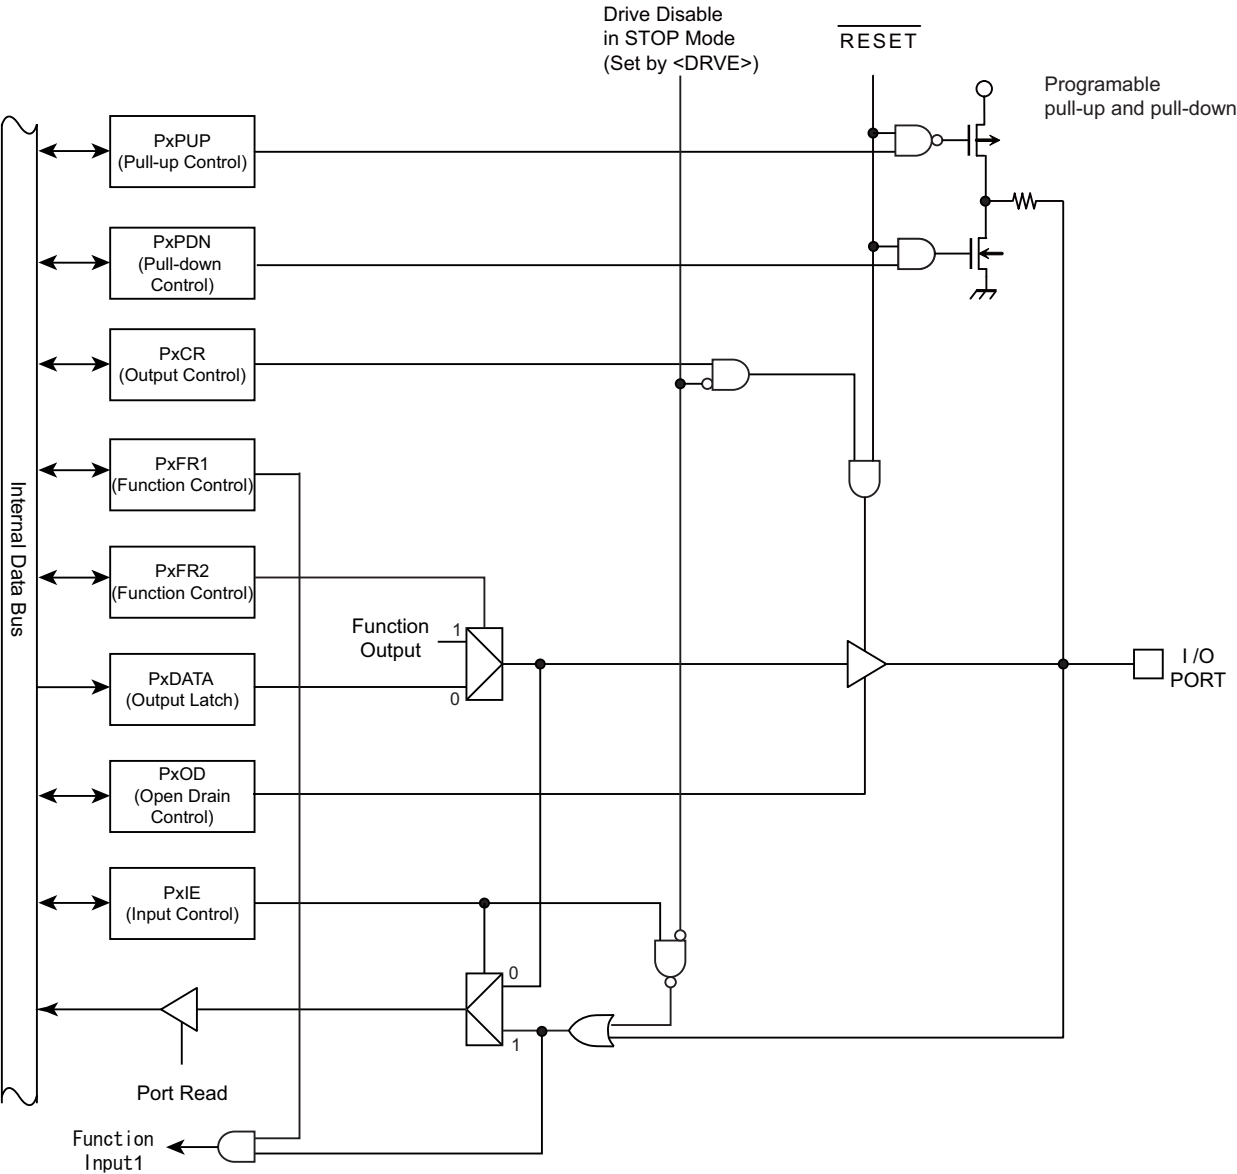 Drive Disable
in STOP Mode
(Set by <DRVE>)
RESET
Programable
pull-up and pull-down
PxPUP
(Pull-up Control)
PxPDN
(Pull-down
Control)
PxCR
(Output Control)
PxFR1
(Function Control)
Internal Data Bus
PxFR2
(Function Control)
Function
Output
1
0
PxDATA
(Output Latch)
I /O
PORT
PxOD
(Open Drain
Control)
PxIE
(Input Control)
0
1
Port Read
Function
Input1